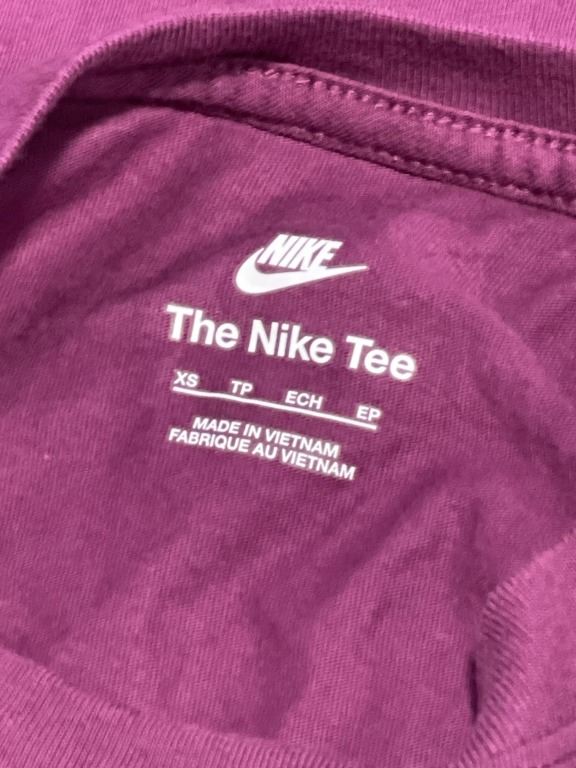 NIKE
The Nike Tee
XS TP ECH EP
MADE IN VIETNAM
FABRIQUE AU VIETNAM